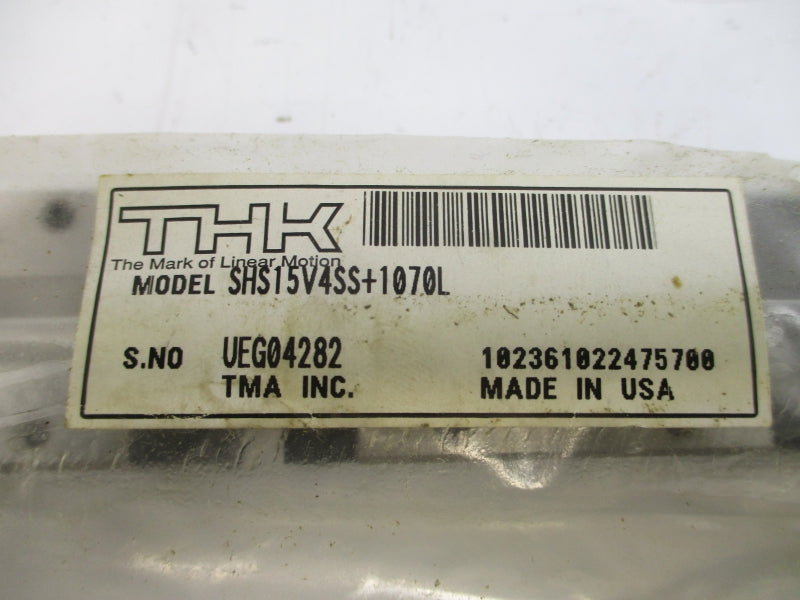 THK
The Mark of Linear Motion
MODEL SHS15V4SS+1070L
S.NO UEG04282 102361022475700
TMA INC. MADE IN USA